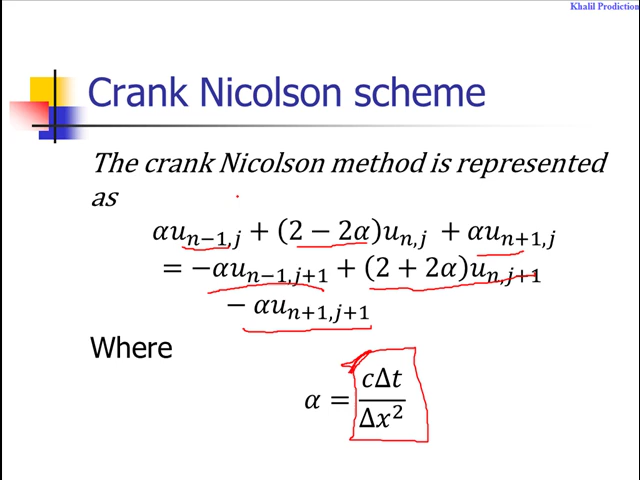 Khalil Prodiction
Crank Nicolson scheme
The crank Nicolson method is represented
as
αu_{n−1,j} + (2 − 2α)u_{n,j} + αu_{n+1,j}
= −αu_{n−1,j+1} + (2 + 2α)u_{n,j+1}
− αu_{n+1,j+1}
Where
α = cΔt/Δx²